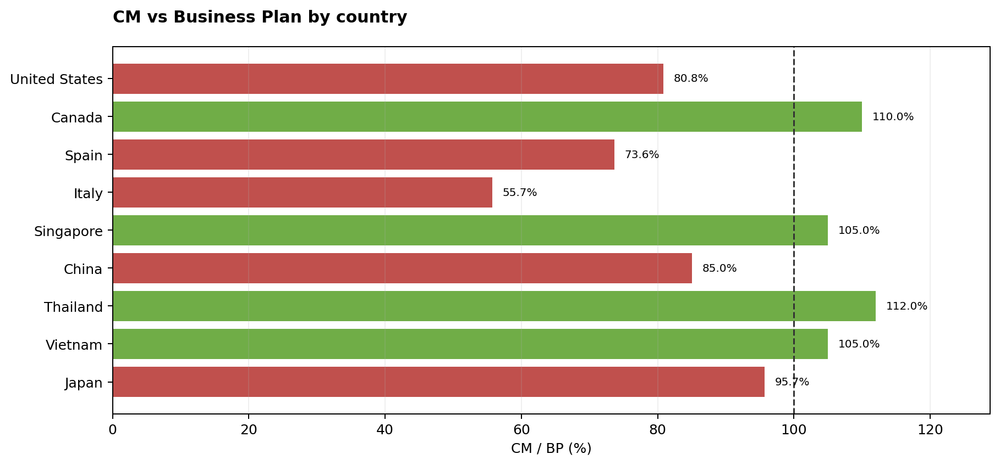 CM vs Business Plan by country
United States
80.8%
Canada
110.0%
Spain
73.6%
Italy
55.7%
Singapore
105.0%
China
85.0%
Thailand
112.0%
Vietnam
105.0%
Japan
95.7%
0 20 40 60 80 100 120
CM / BP (%)